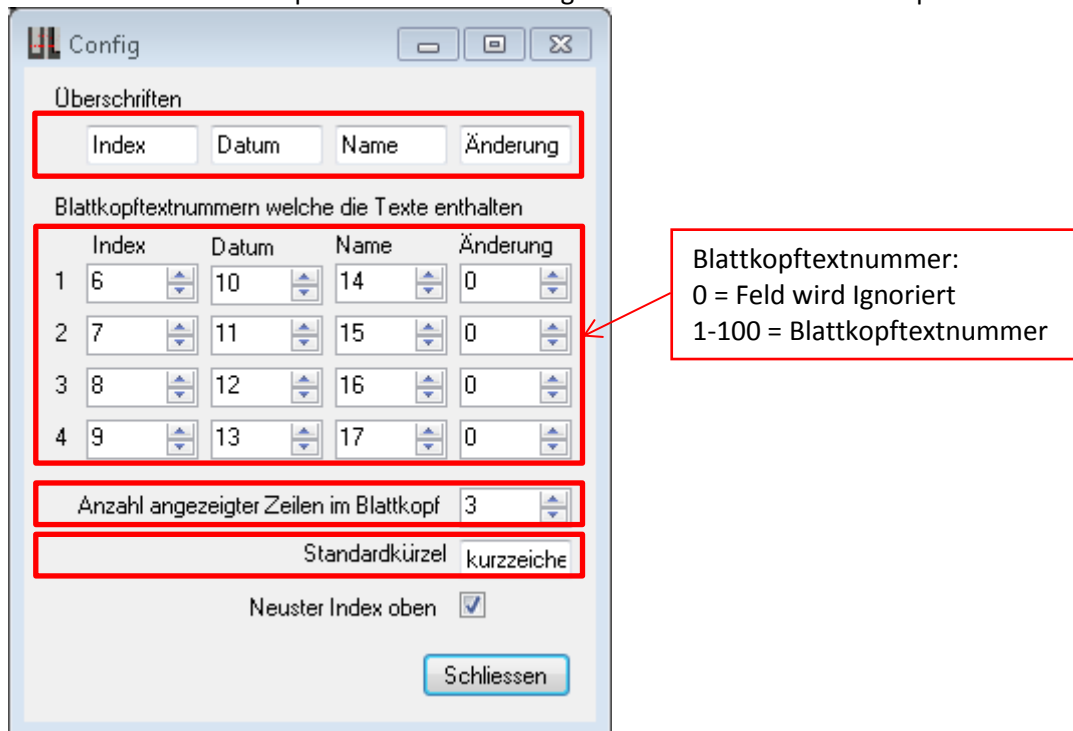 Config
Überschriften
Index Datum Name Änderung
Blattkopftextnummern welche die Texte enthalten
Index Datum Name Änderung
1 6 10 14 0
2 7 11 15 0
3 8 12 16 0
4 9 13 17 0
Anzahl angezeigter Zeilen im Blattkopf 3
Standardkürzel kurzzeiche
Neuster Index oben
Schliessen
Blattkopftextnummer:
0 = Feld wird Ignoriert
1-100 = Blattkopftextnummer